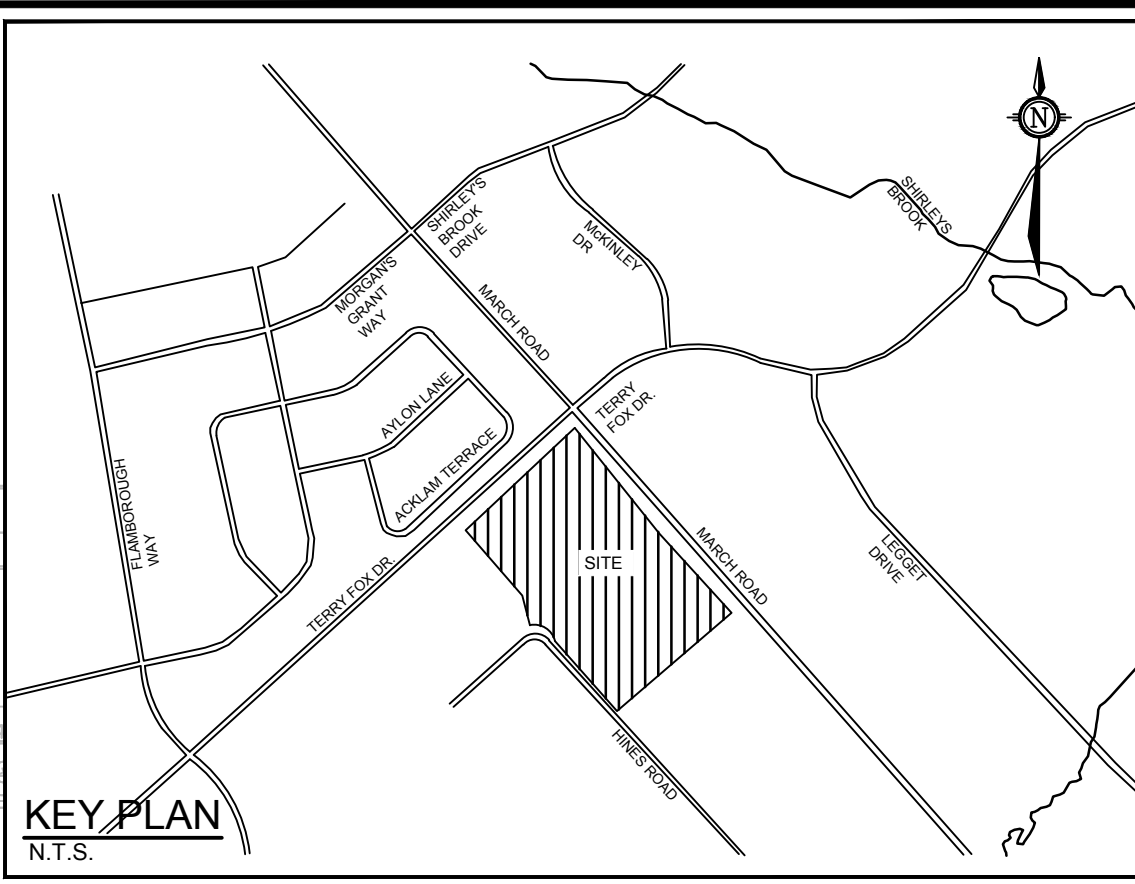 N
SHIRLEY'S
BROOK
DRIVE
SHIRLEYS
BROOK
McKINLEY
DR
MORGAN'S
GRANT
WAY
MARCH ROAD
AYLON LANE
TERRY
FOX DR.
ACKLAM TERRACE
FLAMBOROUGH
WAY
SITE
MARCH ROAD
LEGGET
DRIVE
TERRY FOX DR.
HINES ROAD
KEY PLAN
N.T.S.